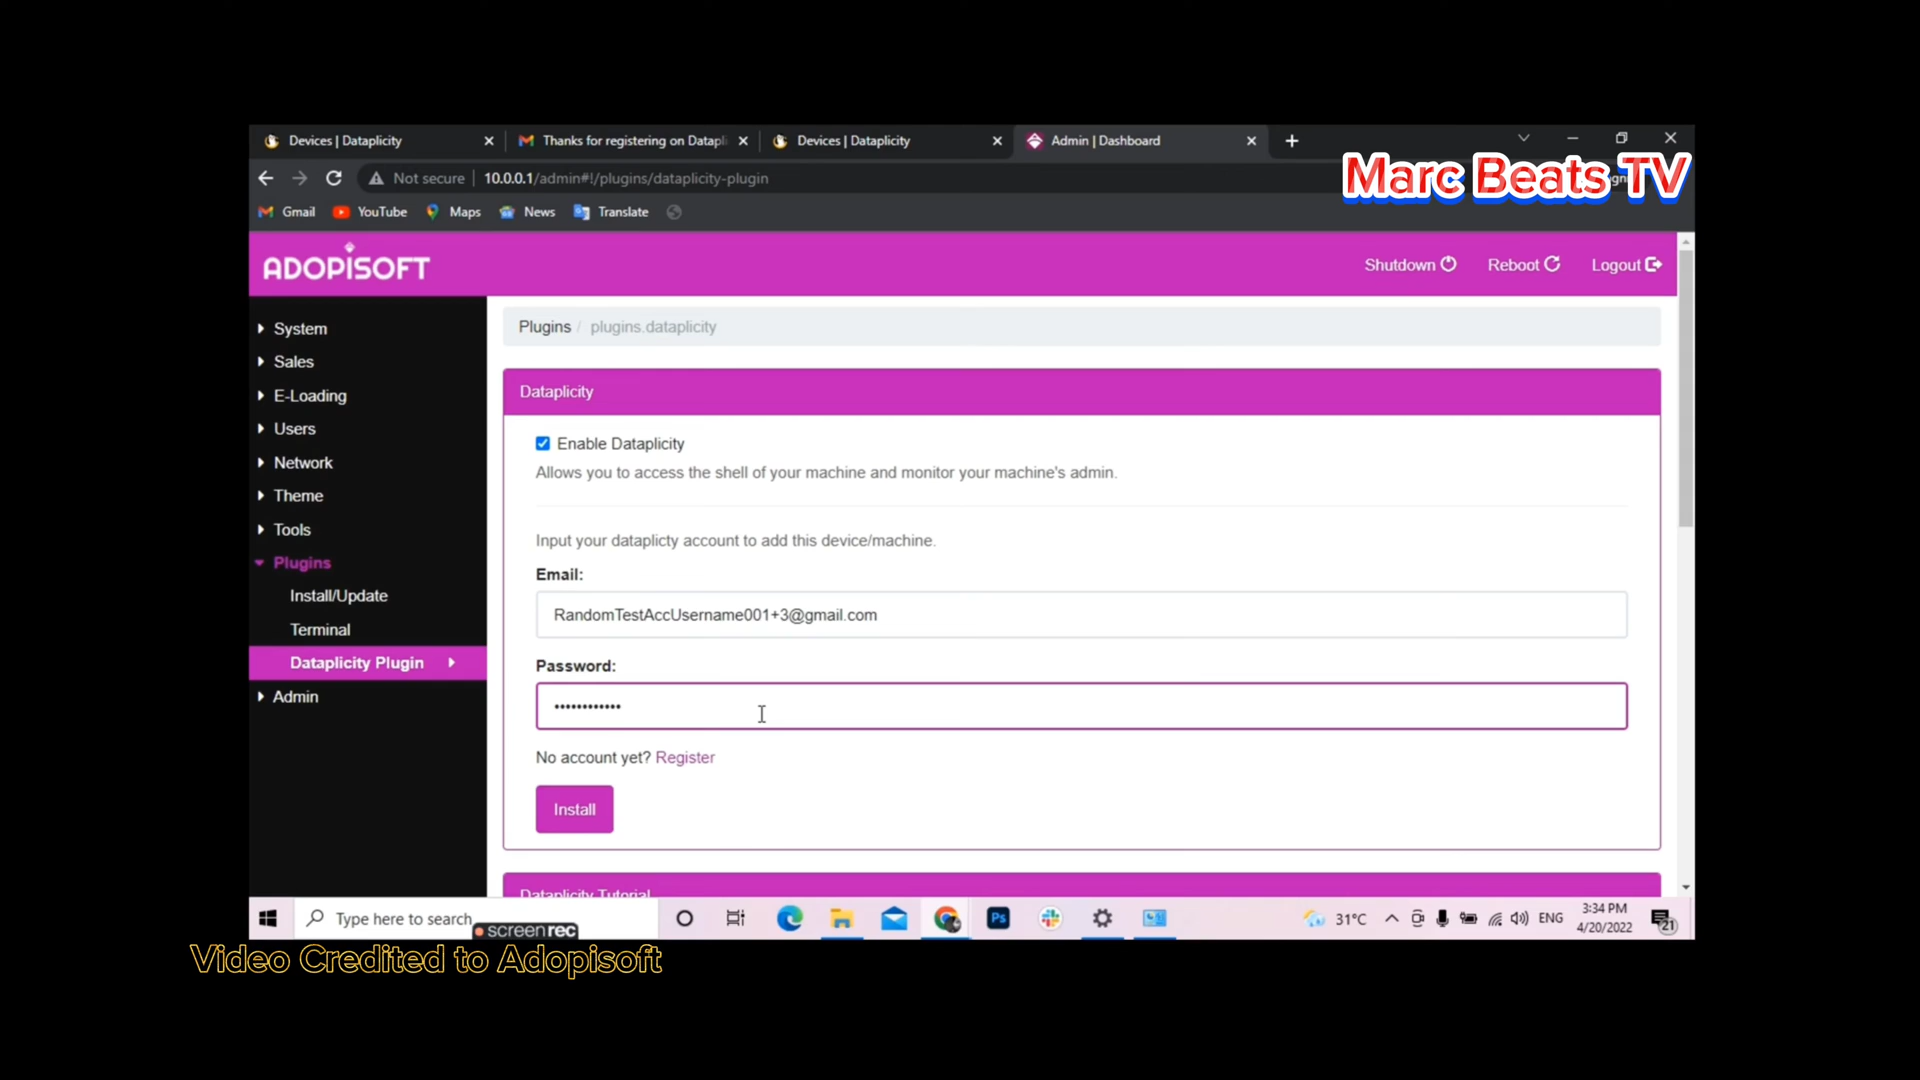 Devices | Dataplicity
Thanks for registering on Datapl
Devices | Dataplicity
Admin | Dashboard
Marc Beats TV
Not secure
10.0.0.1/admin#!/plugins/dataplicity-plugin
Gmail
YouTube
Maps
News
Translate
ADOPISOFT
Shutdown
Reboot
Logout
System
Sales
E-Loading
Users
Network
Theme
Tools
Plugins
Install/Update
Terminal
Dataplicity Plugin
Admin
Plugins / plugins.dataplicity
Dataplicity
Enable Dataplicity
Allows you to access the shell of your machine and monitor your machine's admin.
Input your dataplicty account to add this device/machine.
Email:
RandomTestAccUsername001+3@gmail.com
Password:
••••••••••••
No account yet? Register
Install
Dataplicity Tutorial
Type here to search
screenrec
Ps
31°C
ENG
3:34 PM
4/20/2022
21
Video Credited to Adopisoft